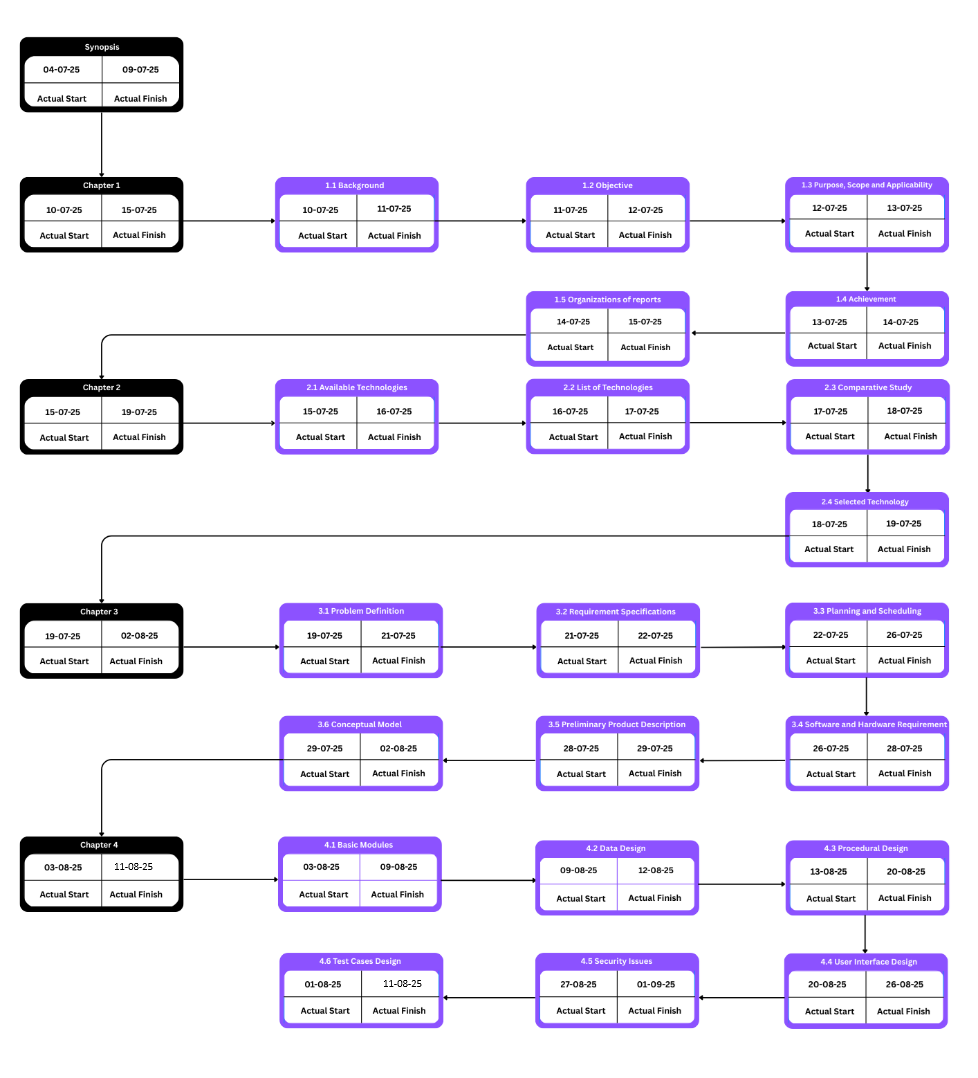 Synopsis
04-07-25 09-07-25
Actual Start Actual Finish
Chapter 1
10-07-25 15-07-25
Actual Start Actual Finish
1.1 Background
10-07-25 11-07-25
Actual Start Actual Finish
1.2 Objective
11-07-25 12-07-25
Actual Start Actual Finish
1.3 Purpose, Scope and Applicability
12-07-25 13-07-25
Actual Start Actual Finish
1.4 Achievement
13-07-25 14-07-25
Actual Start Actual Finish
1.5 Organizations of reports
14-07-25 15-07-25
Actual Start Actual Finish
Chapter 2
15-07-25 19-07-25
Actual Start Actual Finish
2.1 Available Technologies
15-07-25 16-07-25
Actual Start Actual Finish
2.2 List of Technologies
16-07-25 17-07-25
Actual Start Actual Finish
2.3 Comparative Study
17-07-25 18-07-25
Actual Start Actual Finish
2.4 Selected Technology
18-07-25 19-07-25
Actual Start Actual Finish
Chapter 3
19-07-25 02-08-25
Actual Start Actual Finish
3.1 Problem Definition
19-07-25 21-07-25
Actual Start Actual Finish
3.2 Requirement Specifications
21-07-25 22-07-25
Actual Start Actual Finish
3.3 Planning and Scheduling
22-07-25 26-07-25
Actual Start Actual Finish
3.4 Software and Hardware Requirement
26-07-25 28-07-25
Actual Start Actual Finish
3.5 Preliminary Product Description
28-07-25 29-07-25
Actual Start Actual Finish
3.6 Conceptual Model
29-07-25 02-08-25
Actual Start Actual Finish
Chapter 4
03-08-25 11-08-25
Actual Start Actual Finish
4.1 Basic Modules
03-08-25 09-08-25
Actual Start Actual Finish
4.2 Data Design
09-08-25 12-08-25
Actual Start Actual Finish
4.3 Procedural Design
13-08-25 20-08-25
Actual Start Actual Finish
4.4 User Interface Design
20-08-25 26-08-25
Actual Start Actual Finish
4.5 Security Issues
27-08-25 01-09-25
Actual Start Actual Finish
4.6 Test Cases Design
01-08-25 11-08-25
Actual Start Actual Finish